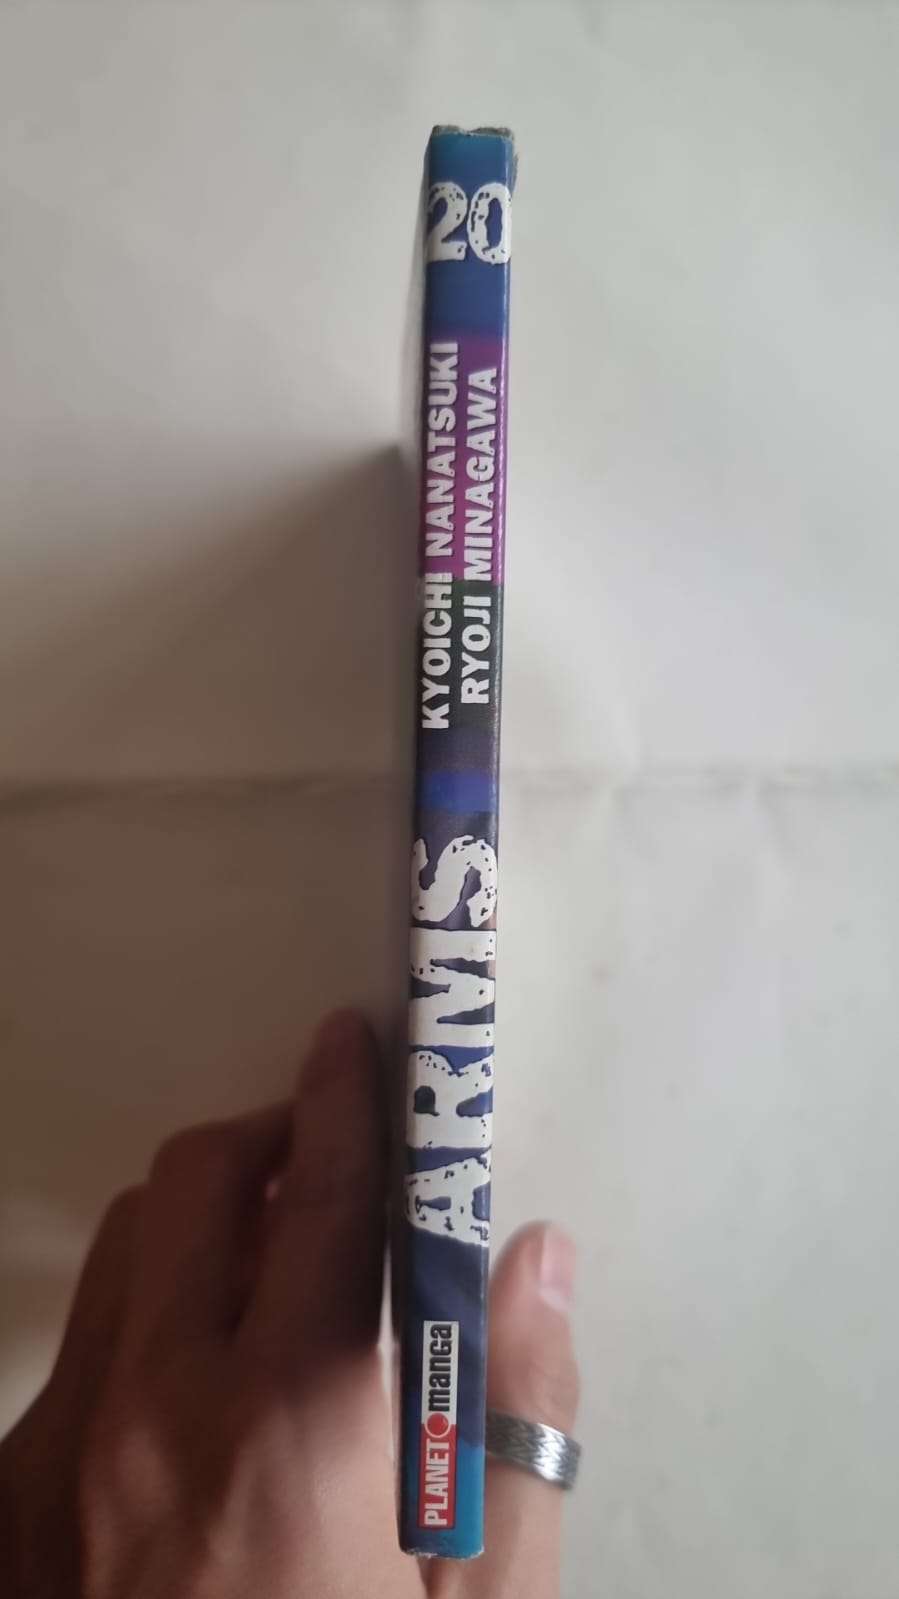 20
KYOICHI NANATSUKI
RYOJI MINAGAWA
ARMS
PLANET manga